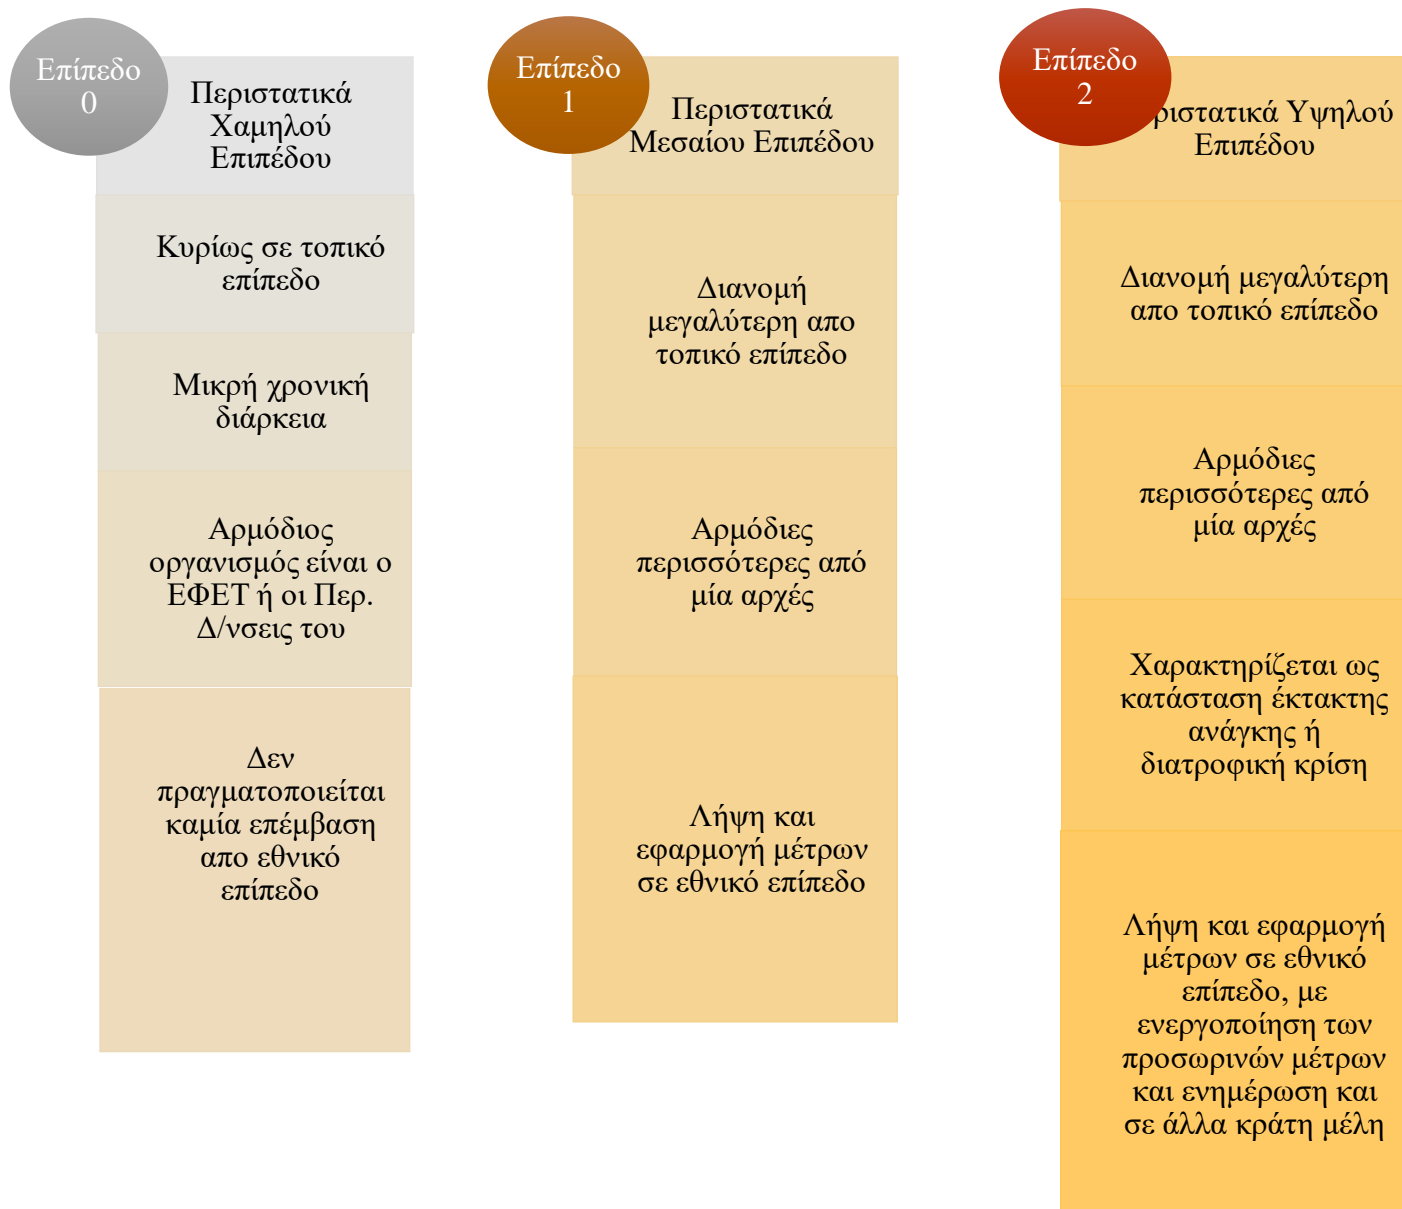 Επίπεδο
0
Περιστατικά
Χαμηλού
Επιπέδου
Κυρίως σε τοπικό
επίπεδο
Μικρή χρονική
διάρκεια
Αρμόδιος
οργανισμός είναι ο
ΕΦΕΤ ή οι Περ.
Δ/νσεις του
Δεν
πραγματοποιείται
καμία επέμβαση
απο εθνικό
επίπεδο
Επίπεδο
1
Περιστατικά
Μεσαίου Επιπέδου
Διανομή
μεγαλύτερη απο
τοπικό επίπεδο
Αρμόδιες
περισσότερες από
μία αρχές
Λήψη και
εφαρμογή μέτρων
σε εθνικό επίπεδο
Επίπεδο
2
ριστατικά Υψηλού
Επιπέδου
Διανομή μεγαλύτερη
απο τοπικό επίπεδο
Αρμόδιες
περισσότερες από
μία αρχές
Χαρακτηρίζεται ως
κατάσταση έκτακτης
ανάγκης ή
διατροφική κρίση
Λήψη και εφαρμογή
μέτρων σε εθνικό
επίπεδο, με
ενεργοποίηση των
προσωρινών μέτρων
και ενημέρωση και
σε άλλα κράτη μέλη